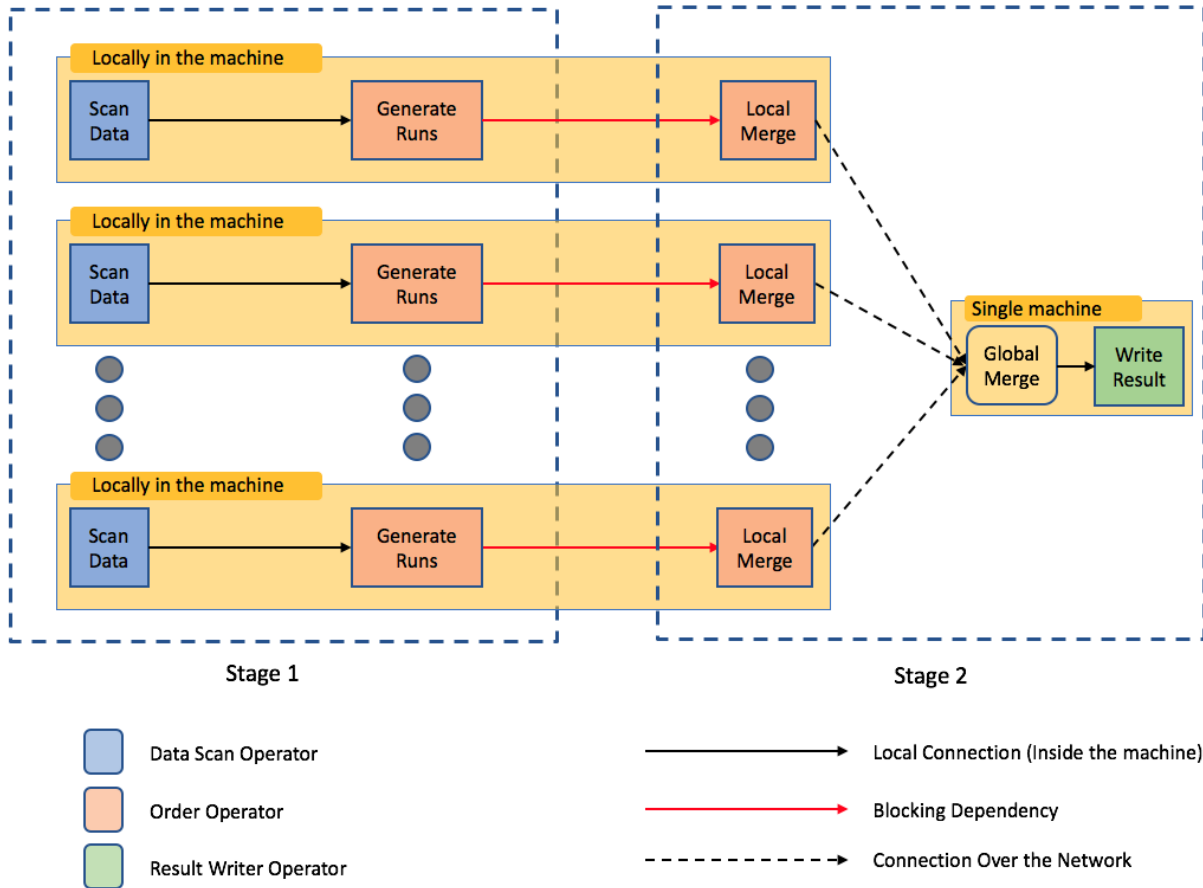 Locally in the machine
Scan
Data
Generate
Runs
Local
Merge
Locally in the machine
Scan
Data
Generate
Runs
Local
Merge
Single machine
Global
Merge
Write
Result
Locally in the machine
Scan
Data
Generate
Runs
Local
Merge
Stage 1
Stage 2
Data Scan Operator
Order Operator
Result Writer Operator
Local Connection (Inside the machine)
Blocking Dependency
Connection Over the Network